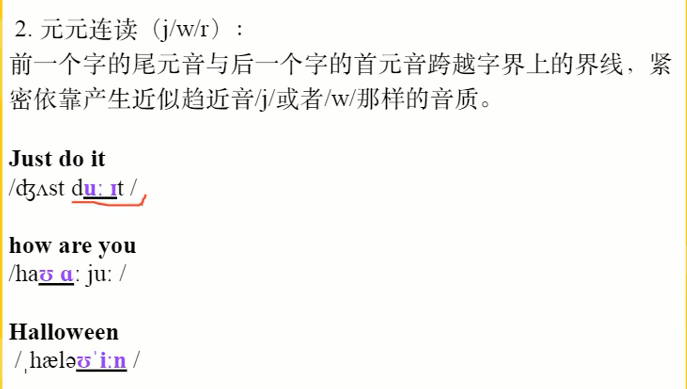 2. 元元连读（j/w/r）：
前一个字的尾元音与后一个字的首元音跨越字界上的界线，紧
密依靠产生近似趋近音/j/或者/w/那样的音质。
Just do it
/ʤʌst duː ɪt /
how are you
/haʊ ɑː juː /
Halloween
/ˌhæləʊˈiːn /